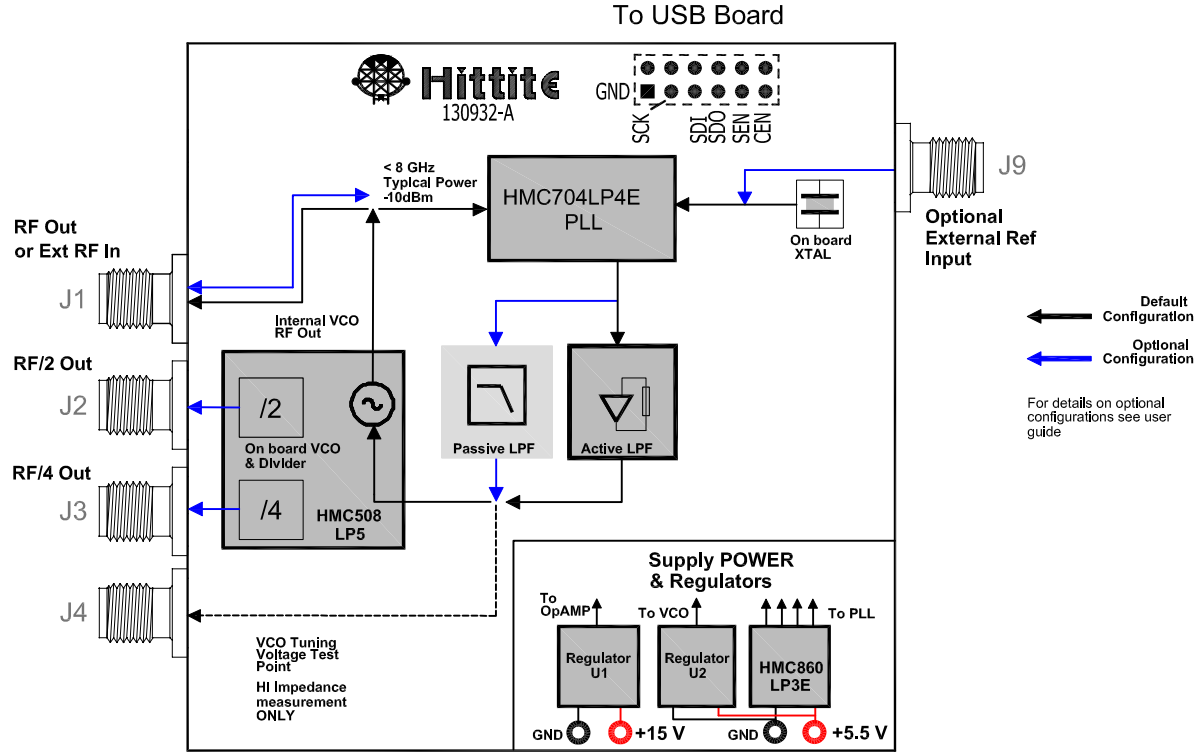 To USB Board
Hittite
130932-A
GND
SCK
SDI
SDO
SEN
CEN
J9
Optional
External Ref
Input
< 8 GHz
Typical Power
-10dBm
HMC704LP4E
PLL
On board
XTAL
RF Out
or Ext RF In
J1
Internal VCO
RF Out
Default
Configuration
Optional
Configuration
For details on optional
configurations see user
guide
RF/2 Out
J2
/2
On board VCO
& Divider
Passive LPF
Active LPF
RF/4 Out
J3
/4
HMC508
LP5
J4
VCO Tuning
Voltage Test
Point
HI Impedance
measurement
ONLY
Supply POWER
& Regulators
To
OpAMP
To VCO
To PLL
Regulator
U1
Regulator
U2
HMC860
LP3E
GND
+15 V
GND
+5.5 V